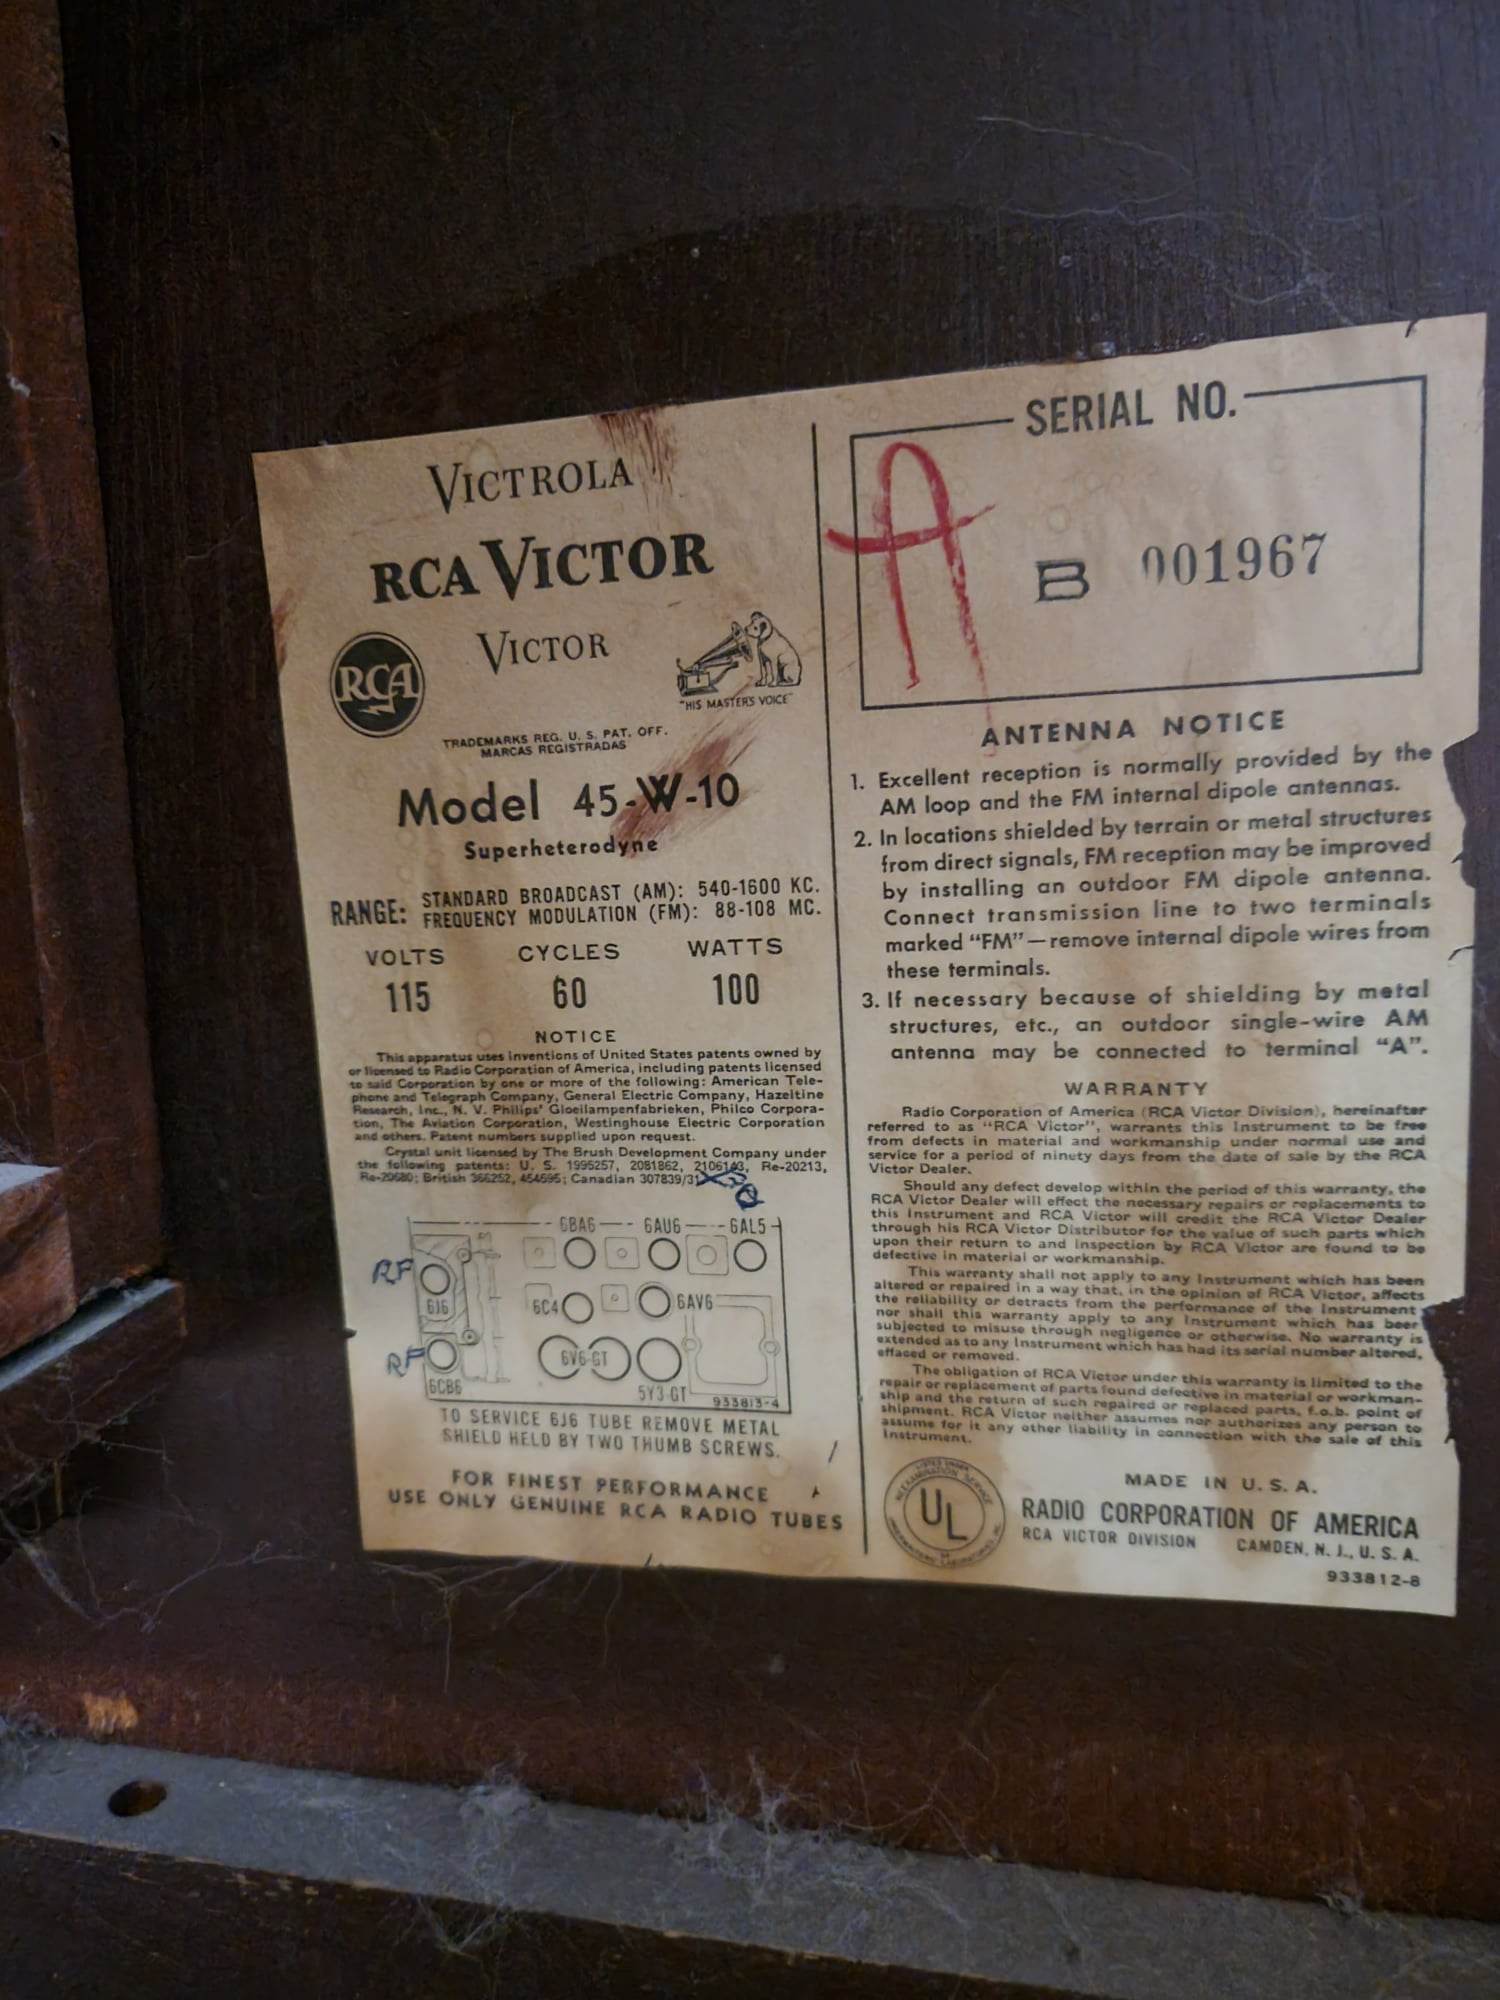 VICTROLA
RCA VICTOR
VICTOR
RCA
"HIS MASTER'S VOICE"
TRADEMARKS REG. U. S. PAT. OFF.
MARCAS REGISTRADAS
Model 45-W-10
Superheterodyne
RANGE: STANDARD BROADCAST (AM): 540-1600 KC.
FREQUENCY MODULATION (FM): 88-108 MC.
VOLTS CYCLES WATTS
115 60 100
NOTICE
This apparatus uses inventions of United States patents owned by
or licensed to Radio Corporation of America, including patents licensed
to said Corporation by one or more of the following: American Tele-
phone and Telegraph Company, General Electric Company, Hazeltine
Research, Inc., N. V. Philips' Gloeilampenfabrieken, Philco Corpora-
tion, The Aviation Corporation, Westinghouse Electric Corporation
and others. Patent numbers supplied upon request.
Crystal unit licensed by The Brush Development Company under
the following patents: U. S. 1995257, 2081862, 2106143, Re-20213,
Re-20680; British 366252, 454595; Canadian 307839/31
6BA6 6AU6 6AL5
RF
6J6
6C4 6AV6
RF
6V6-GT
6CB6
5Y3-GT
933813-4
TO SERVICE 6J6 TUBE REMOVE METAL
SHIELD HELD BY TWO THUMB SCREWS.
FOR FINEST PERFORMANCE
USE ONLY GENUINE RCA RADIO TUBES
SERIAL NO.
A
B 001967
ANTENNA NOTICE
1. Excellent reception is normally provided by the
AM loop and the FM internal dipole antennas.
2. In locations shielded by terrain or metal structures
from direct signals, FM reception may be improved
by installing an outdoor FM dipole antenna.
Connect transmission line to two terminals
marked "FM"—remove internal dipole wires from
these terminals.
3. If necessary because of shielding by metal
structures, etc., an outdoor single-wire AM
antenna may be connected to terminal "A".
WARRANTY
Radio Corporation of America (RCA Victor Division), hereinafter
referred to as "RCA Victor", warrants this Instrument to be free
from defects in material and workmanship under normal use and
service for a period of ninety days from the date of sale by the RCA
Victor Dealer.
Should any defect develop within the period of this warranty, the
RCA Victor Dealer will effect the necessary repairs or replacements to
this Instrument and RCA Victor will credit the RCA Victor Dealer
through his RCA Victor Distributor for the value of such parts which
upon their return to and inspection by RCA Victor are found to be
defective in material or workmanship.
This warranty shall not apply to any Instrument which has been
altered or repaired in a way that, in the opinion of RCA Victor, affects
the reliability or detracts from the performance of the Instrument
nor shall this warranty apply to any Instrument which has been
subjected to misuse through negligence or otherwise. No warranty is
extended as to any Instrument which has had its serial number altered,
effaced or removed.
The obligation of RCA Victor under this warranty is limited to the
repair or replacement of parts found defective in material or workman-
ship and the return of such repaired or replaced parts, f.o.b. point of
shipment. RCA Victor neither assumes nor authorizes any person to
assume for it any other liability in connection with the sale of this
Instrument.
UL
MADE IN U. S. A.
RADIO CORPORATION OF AMERICA
RCA VICTOR DIVISION CAMDEN, N. J., U. S. A.
933812-8